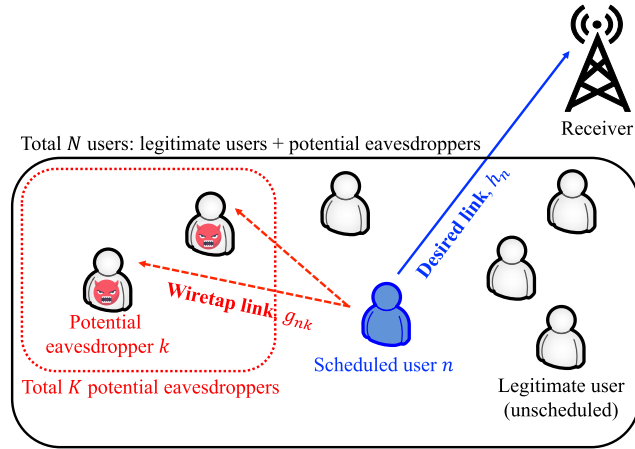 Receiver
Total N users: legitimate users + potential eavesdroppers
Desired link, hₙ
Wiretap link, gₙₖ
Potential
eavesdropper k
Scheduled user n
Total K potential eavesdroppers
Legitimate user
(unscheduled)